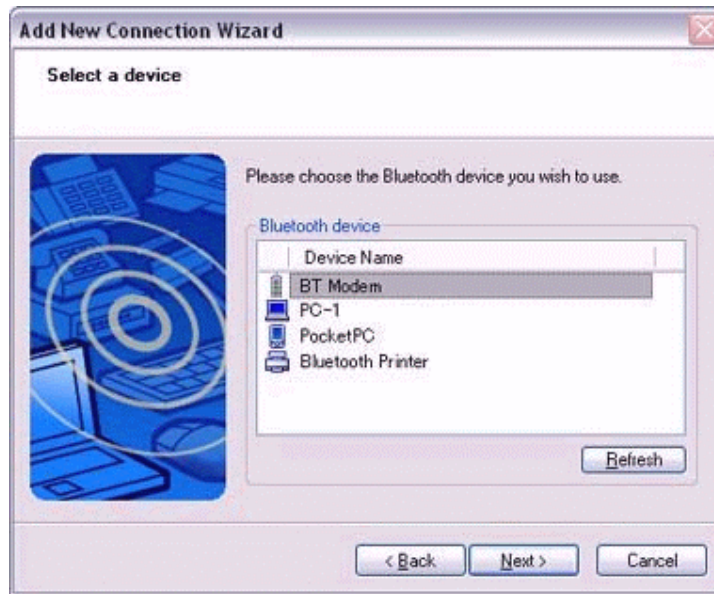 Add New Connection Wizard
Select a device
Please choose the Bluetooth device you wish to use.
Bluetooth device
Device Name
BT Modem
PC-1
PocketPC
Bluetooth Printer
Refresh
< Back Next > Cancel